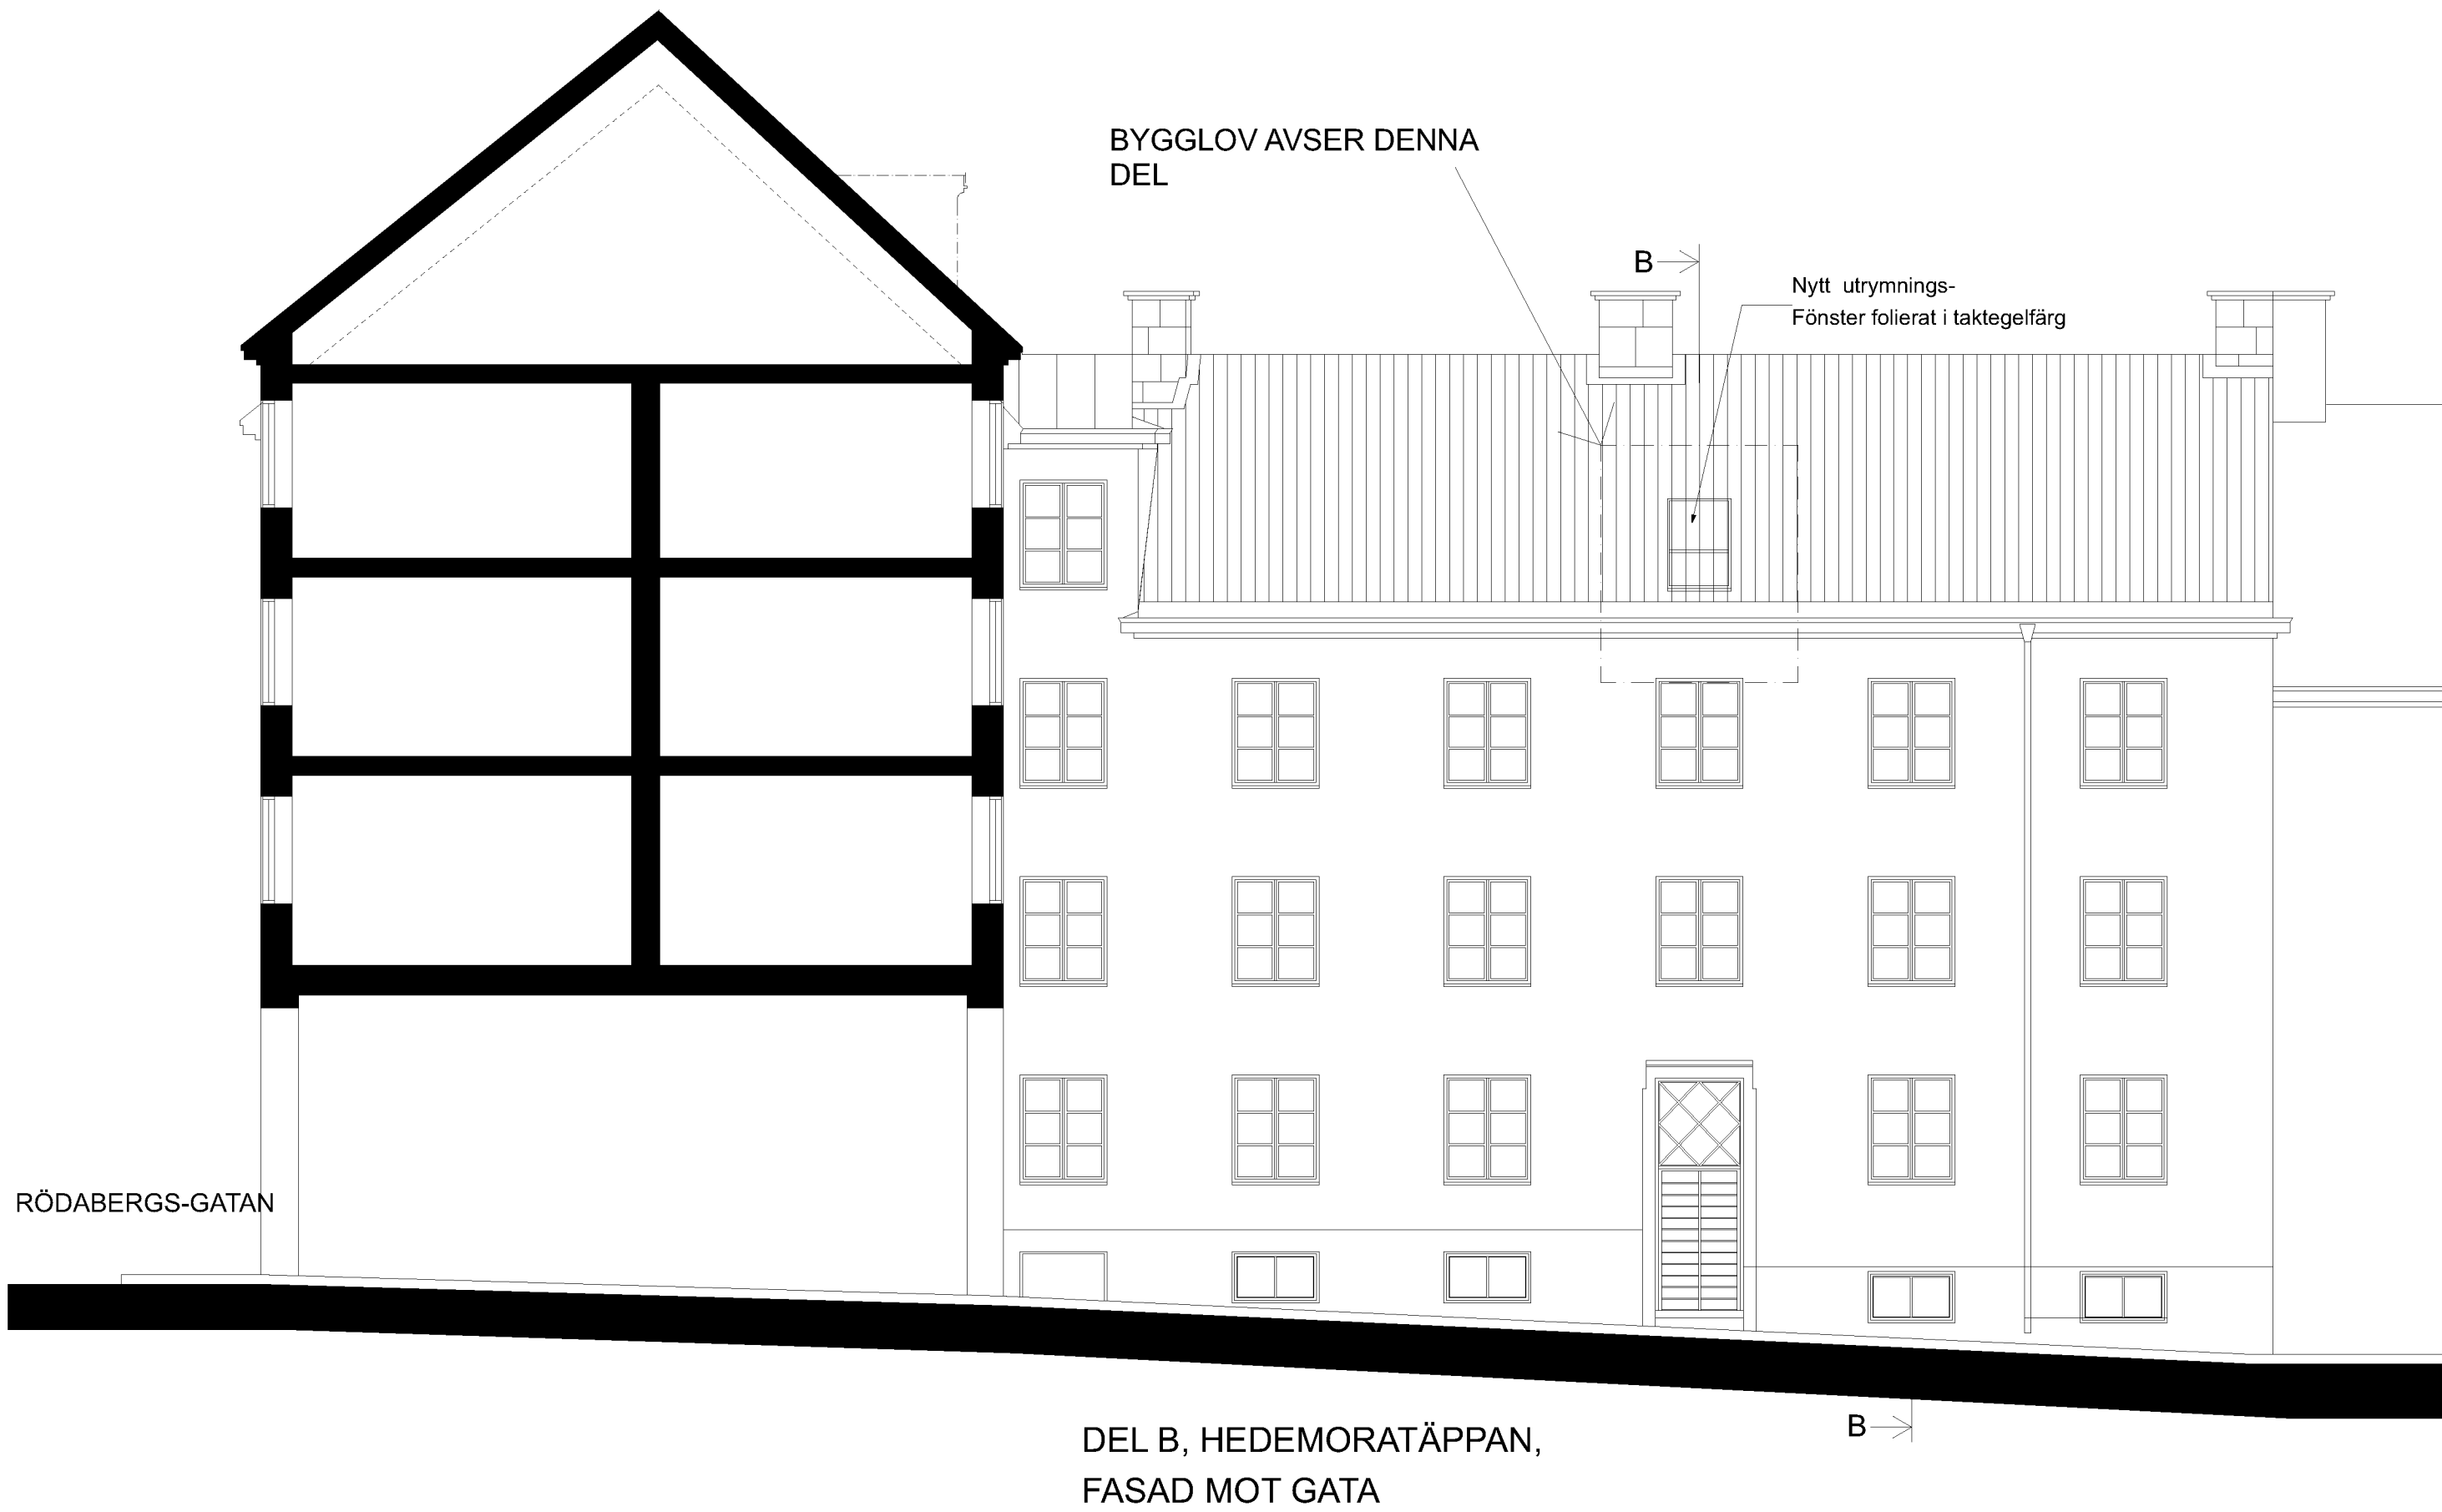 BYGGLOV AVSER DENNA
DEL
B
Nytt utrymnings-
Fönster folierat i taktegelfärg
RÖDABERGS-GATAN
B
DEL B, HEDEMORATÄPPAN,
FASAD MOT GATA